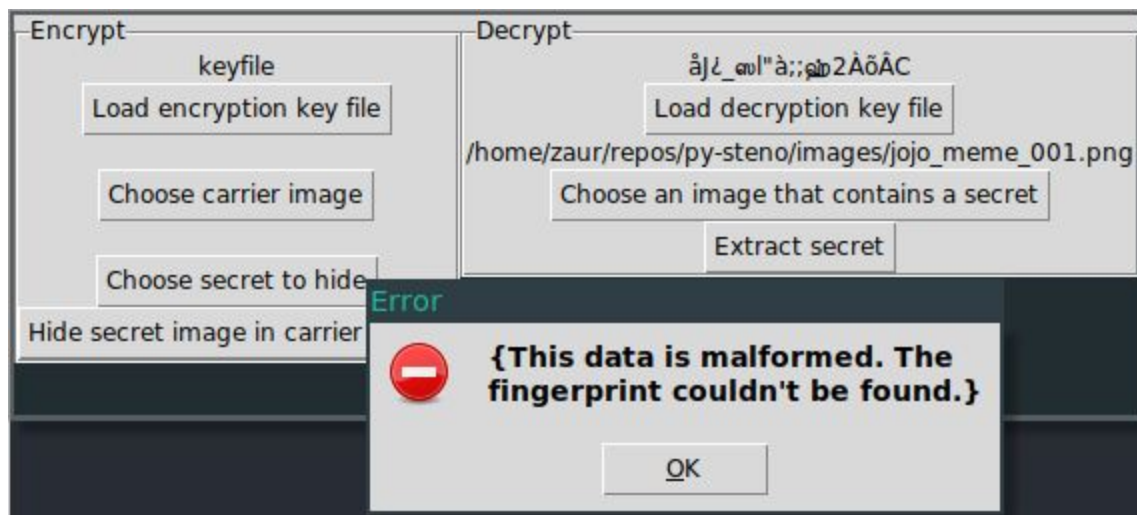 Encrypt
keyfile
Load encryption key file
Choose carrier image
Choose secret to hide
Hide secret image in carrier
Decrypt
Load decryption key file
/home/zaur/repos/py-steno/images/jojo_meme_001.png
Choose an image that contains a secret
Extract secret
Error
{This data is malformed. The
fingerprint couldn't be found.}
OK